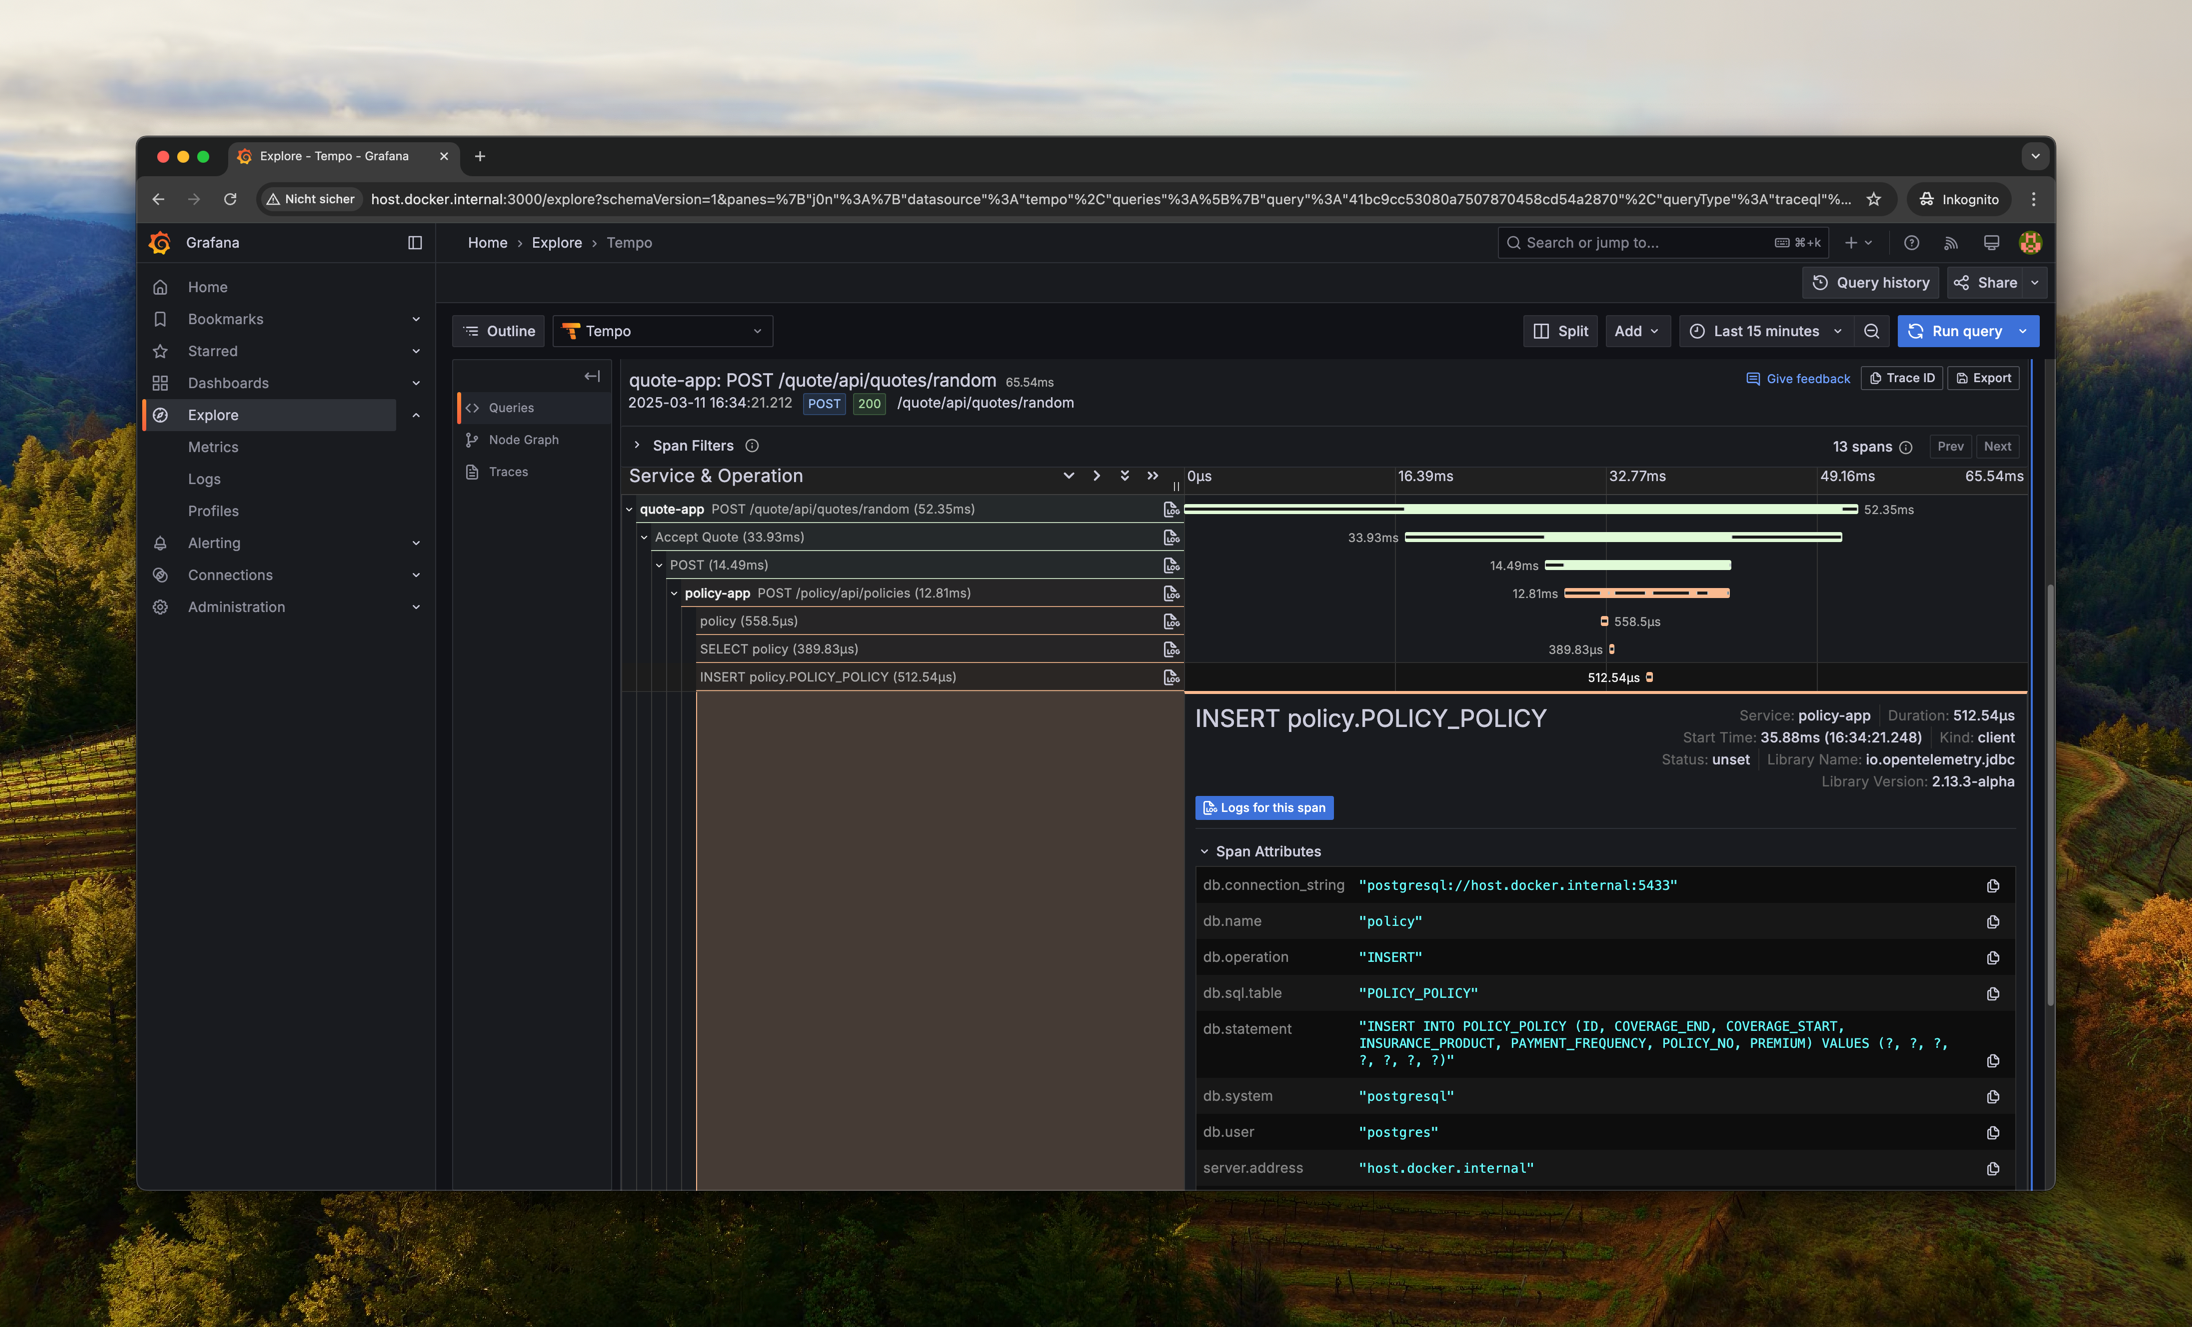 Explore - Tempo - Grafana
Nicht sicher host.docker.internal:3000/explore?schemaVersion=1&panes=%7B"j0n"%3A%7B"datasource"%3A"tempo"%2C"queries"%3A%5B%7B"query"%3A"41bc9cc53080a7507870458cd54a2870"%2C"queryType"%3A"traceql"%... Inkognito
Grafana Home › Explore › Tempo Search or jump to... ⌘+k
Query history Share
Home
Bookmarks
Starred
Dashboards
Explore
Metrics
Logs
Profiles
Alerting
Connections
Administration
Outline Tempo Split Add Last 15 minutes Run query
Queries
Node Graph
Traces
quote-app: POST /quote/api/quotes/random 65.54ms Give feedback Trace ID Export
2025-03-11 16:34:21.212 POST 200 /quote/api/quotes/random
Span Filters 13 spans Prev Next
Service & Operation 0μs 16.39ms 32.77ms 49.16ms 65.54ms
quote-app POST /quote/api/quotes/random (52.35ms) 52.35ms
Accept Quote (33.93ms) 33.93ms
POST (14.49ms) 14.49ms
policy-app POST /policy/api/policies (12.81ms) 12.81ms
policy (558.5μs) 558.5μs
SELECT policy (389.83μs) 389.83μs
INSERT policy.POLICY_POLICY (512.54μs) 512.54μs
INSERT policy.POLICY_POLICY
Service: policy-app Duration: 512.54μs
Start Time: 35.88ms (16:34:21.248) Kind: client
Status: unset Library Name: io.opentelemetry.jdbc
Library Version: 2.13.3-alpha
Logs for this span
Span Attributes
db.connection_string "postgresql://host.docker.internal:5433"
db.name "policy"
db.operation "INSERT"
db.sql.table "POLICY_POLICY"
db.statement "INSERT INTO POLICY_POLICY (ID, COVERAGE_END, COVERAGE_START,
INSURANCE_PRODUCT, PAYMENT_FREQUENCY, POLICY_NO, PREMIUM) VALUES (?, ?, ?,
?, ?, ?, ?)"
db.system "postgresql"
db.user "postgres"
server.address "host.docker.internal"